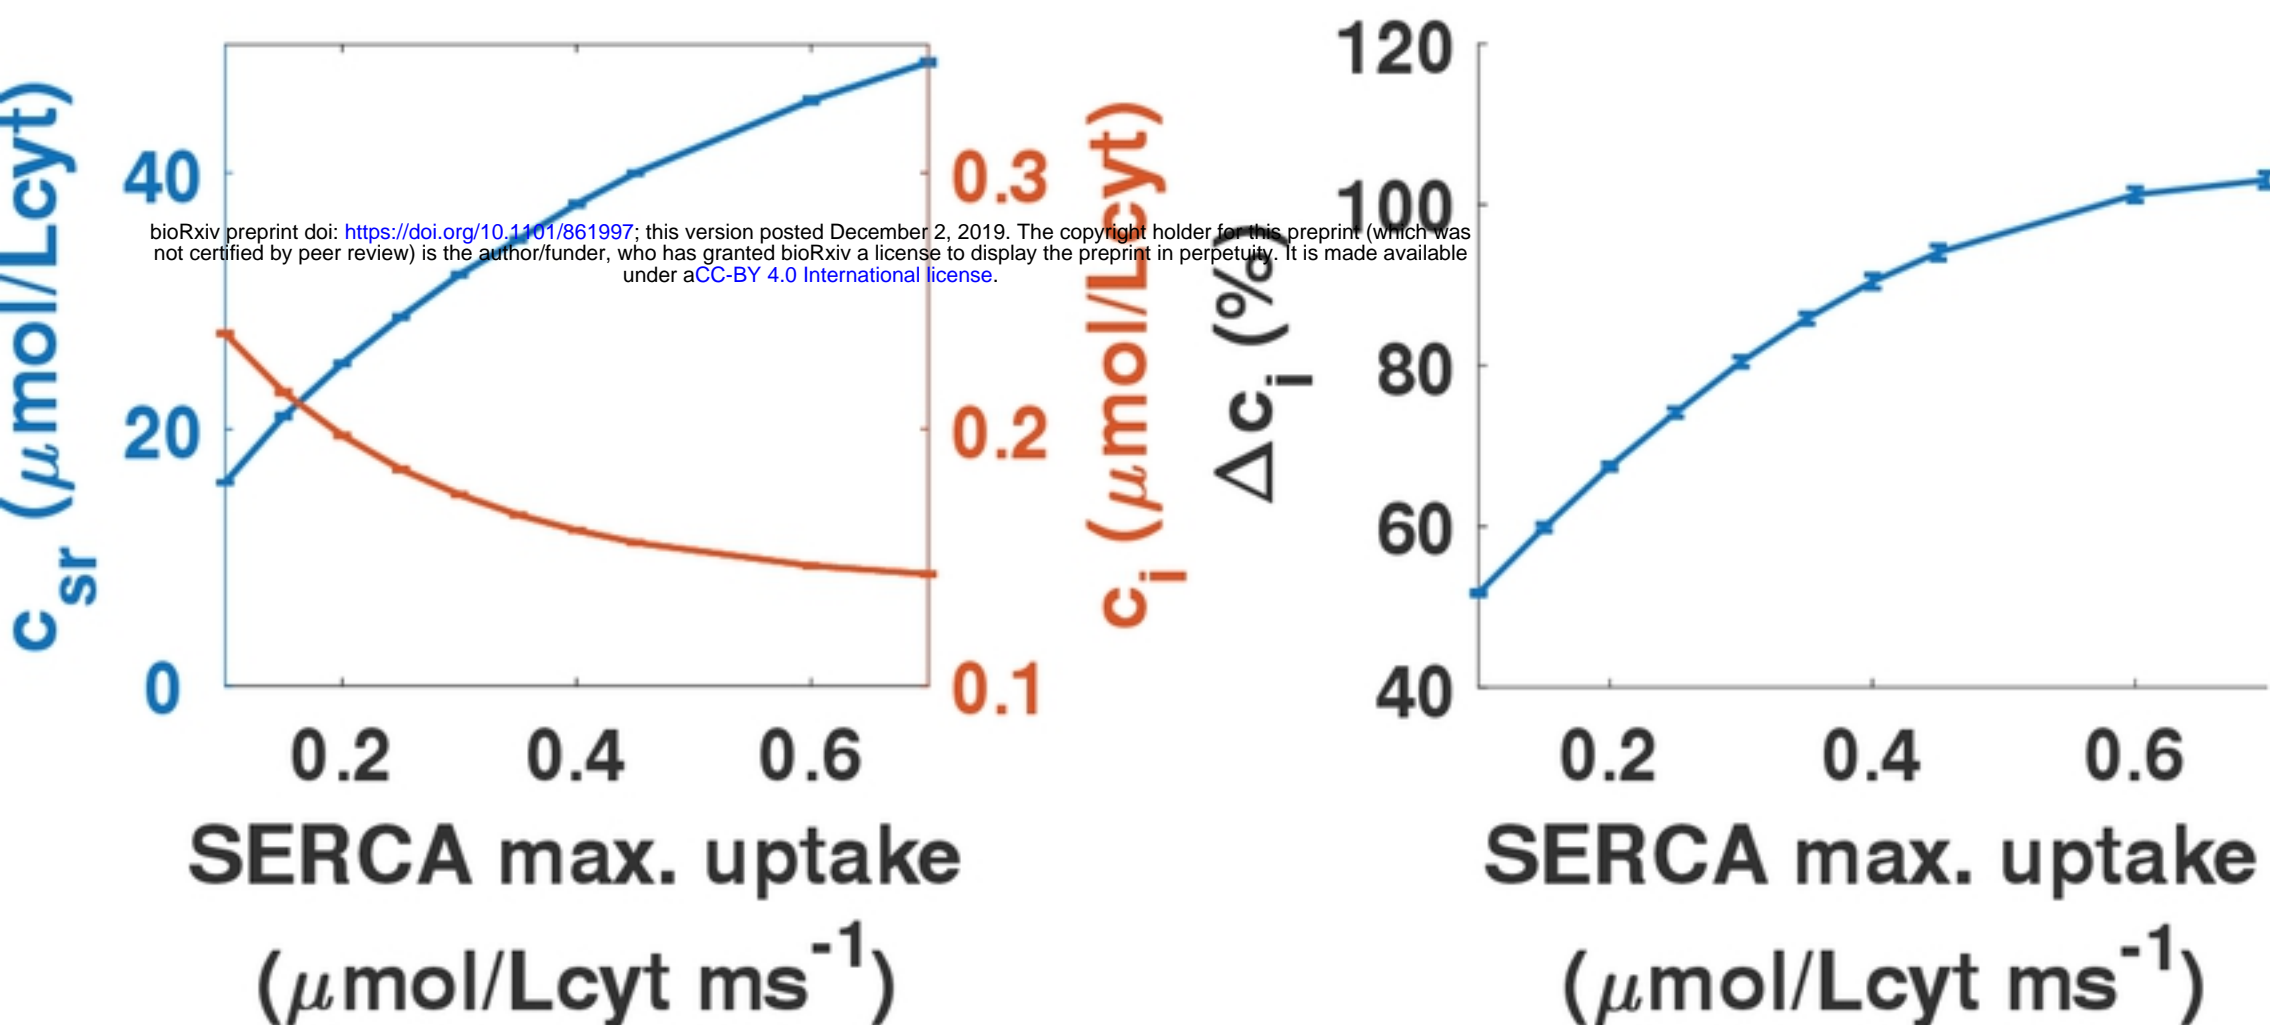 120
100
80
60
40
Δc i (%)
40
20
0
c sr (μmol/Lcyt)
0.3
0.2
0.1
c i (μmol/Lcyt)
bioRxiv preprint doi: https://doi.org/10.1101/861997; this version posted December 2, 2019. The copyright holder for this preprint (which was
not certified by peer review) is the author/funder, who has granted bioRxiv a license to display the preprint in perpetuity. It is made available
under aCC-BY 4.0 International license.
0.2 0.4 0.6
SERCA max. uptake
(μmol/Lcyt ms-1)
0.2 0.4 0.6
SERCA max. uptake
(μmol/Lcyt ms-1)